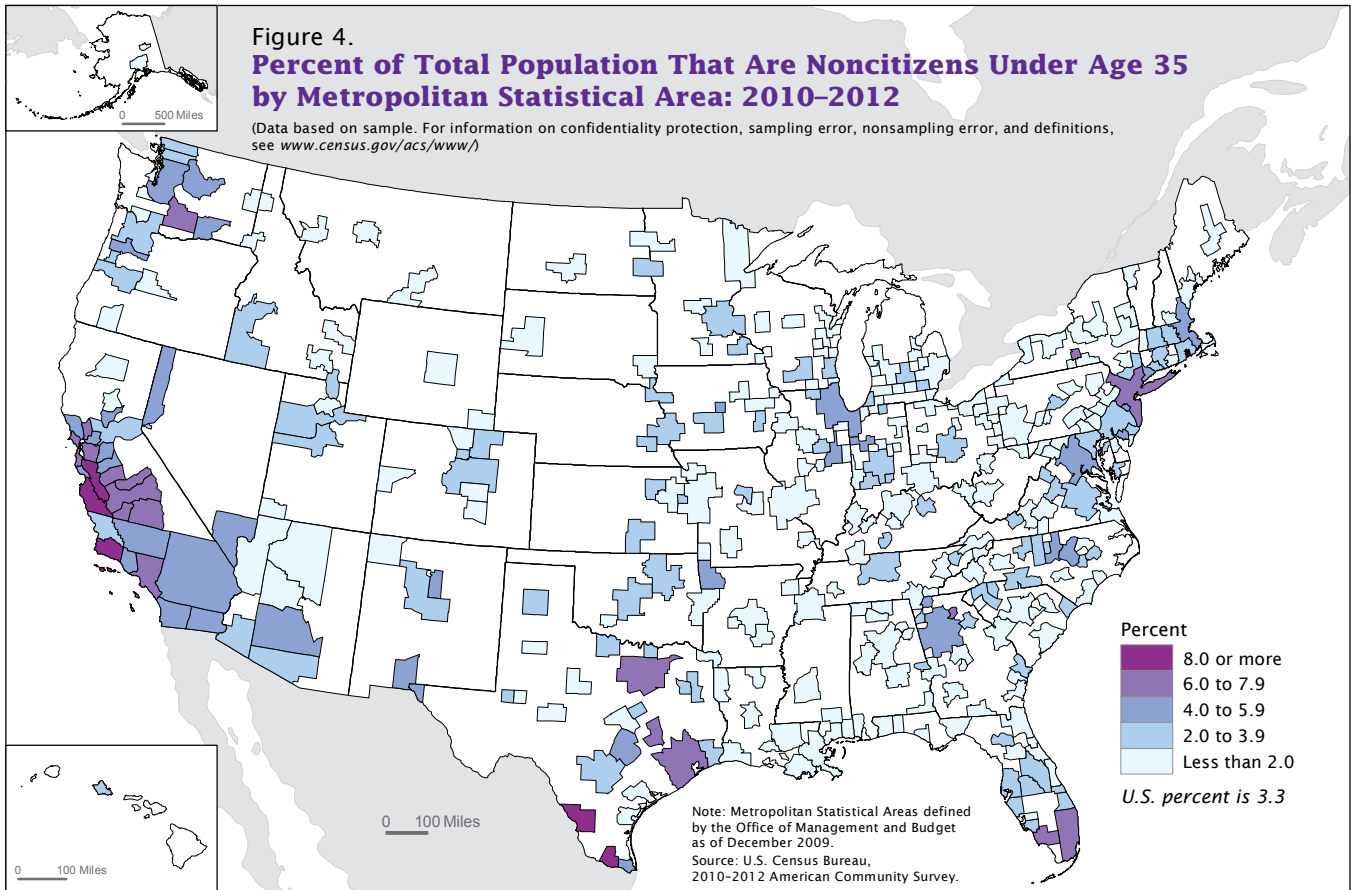 Figure 4.
Percent of Total Population That Are Noncitizens Under Age 35
by Metropolitan Statistical Area: 2010–2012
(Data based on sample. For information on confidentiality protection, sampling error, nonsampling error, and definitions,
see www.census.gov/acs/www/)
0 500 Miles
Percent
8.0 or more
6.0 to 7.9
4.0 to 5.9
2.0 to 3.9
Less than 2.0
U.S. percent is 3.3
0 100 Miles
Note: Metropolitan Statistical Areas defined
by the Office of Management and Budget
as of December 2009.
Source: U.S. Census Bureau,
2010–2012 American Community Survey.
0 100 Miles